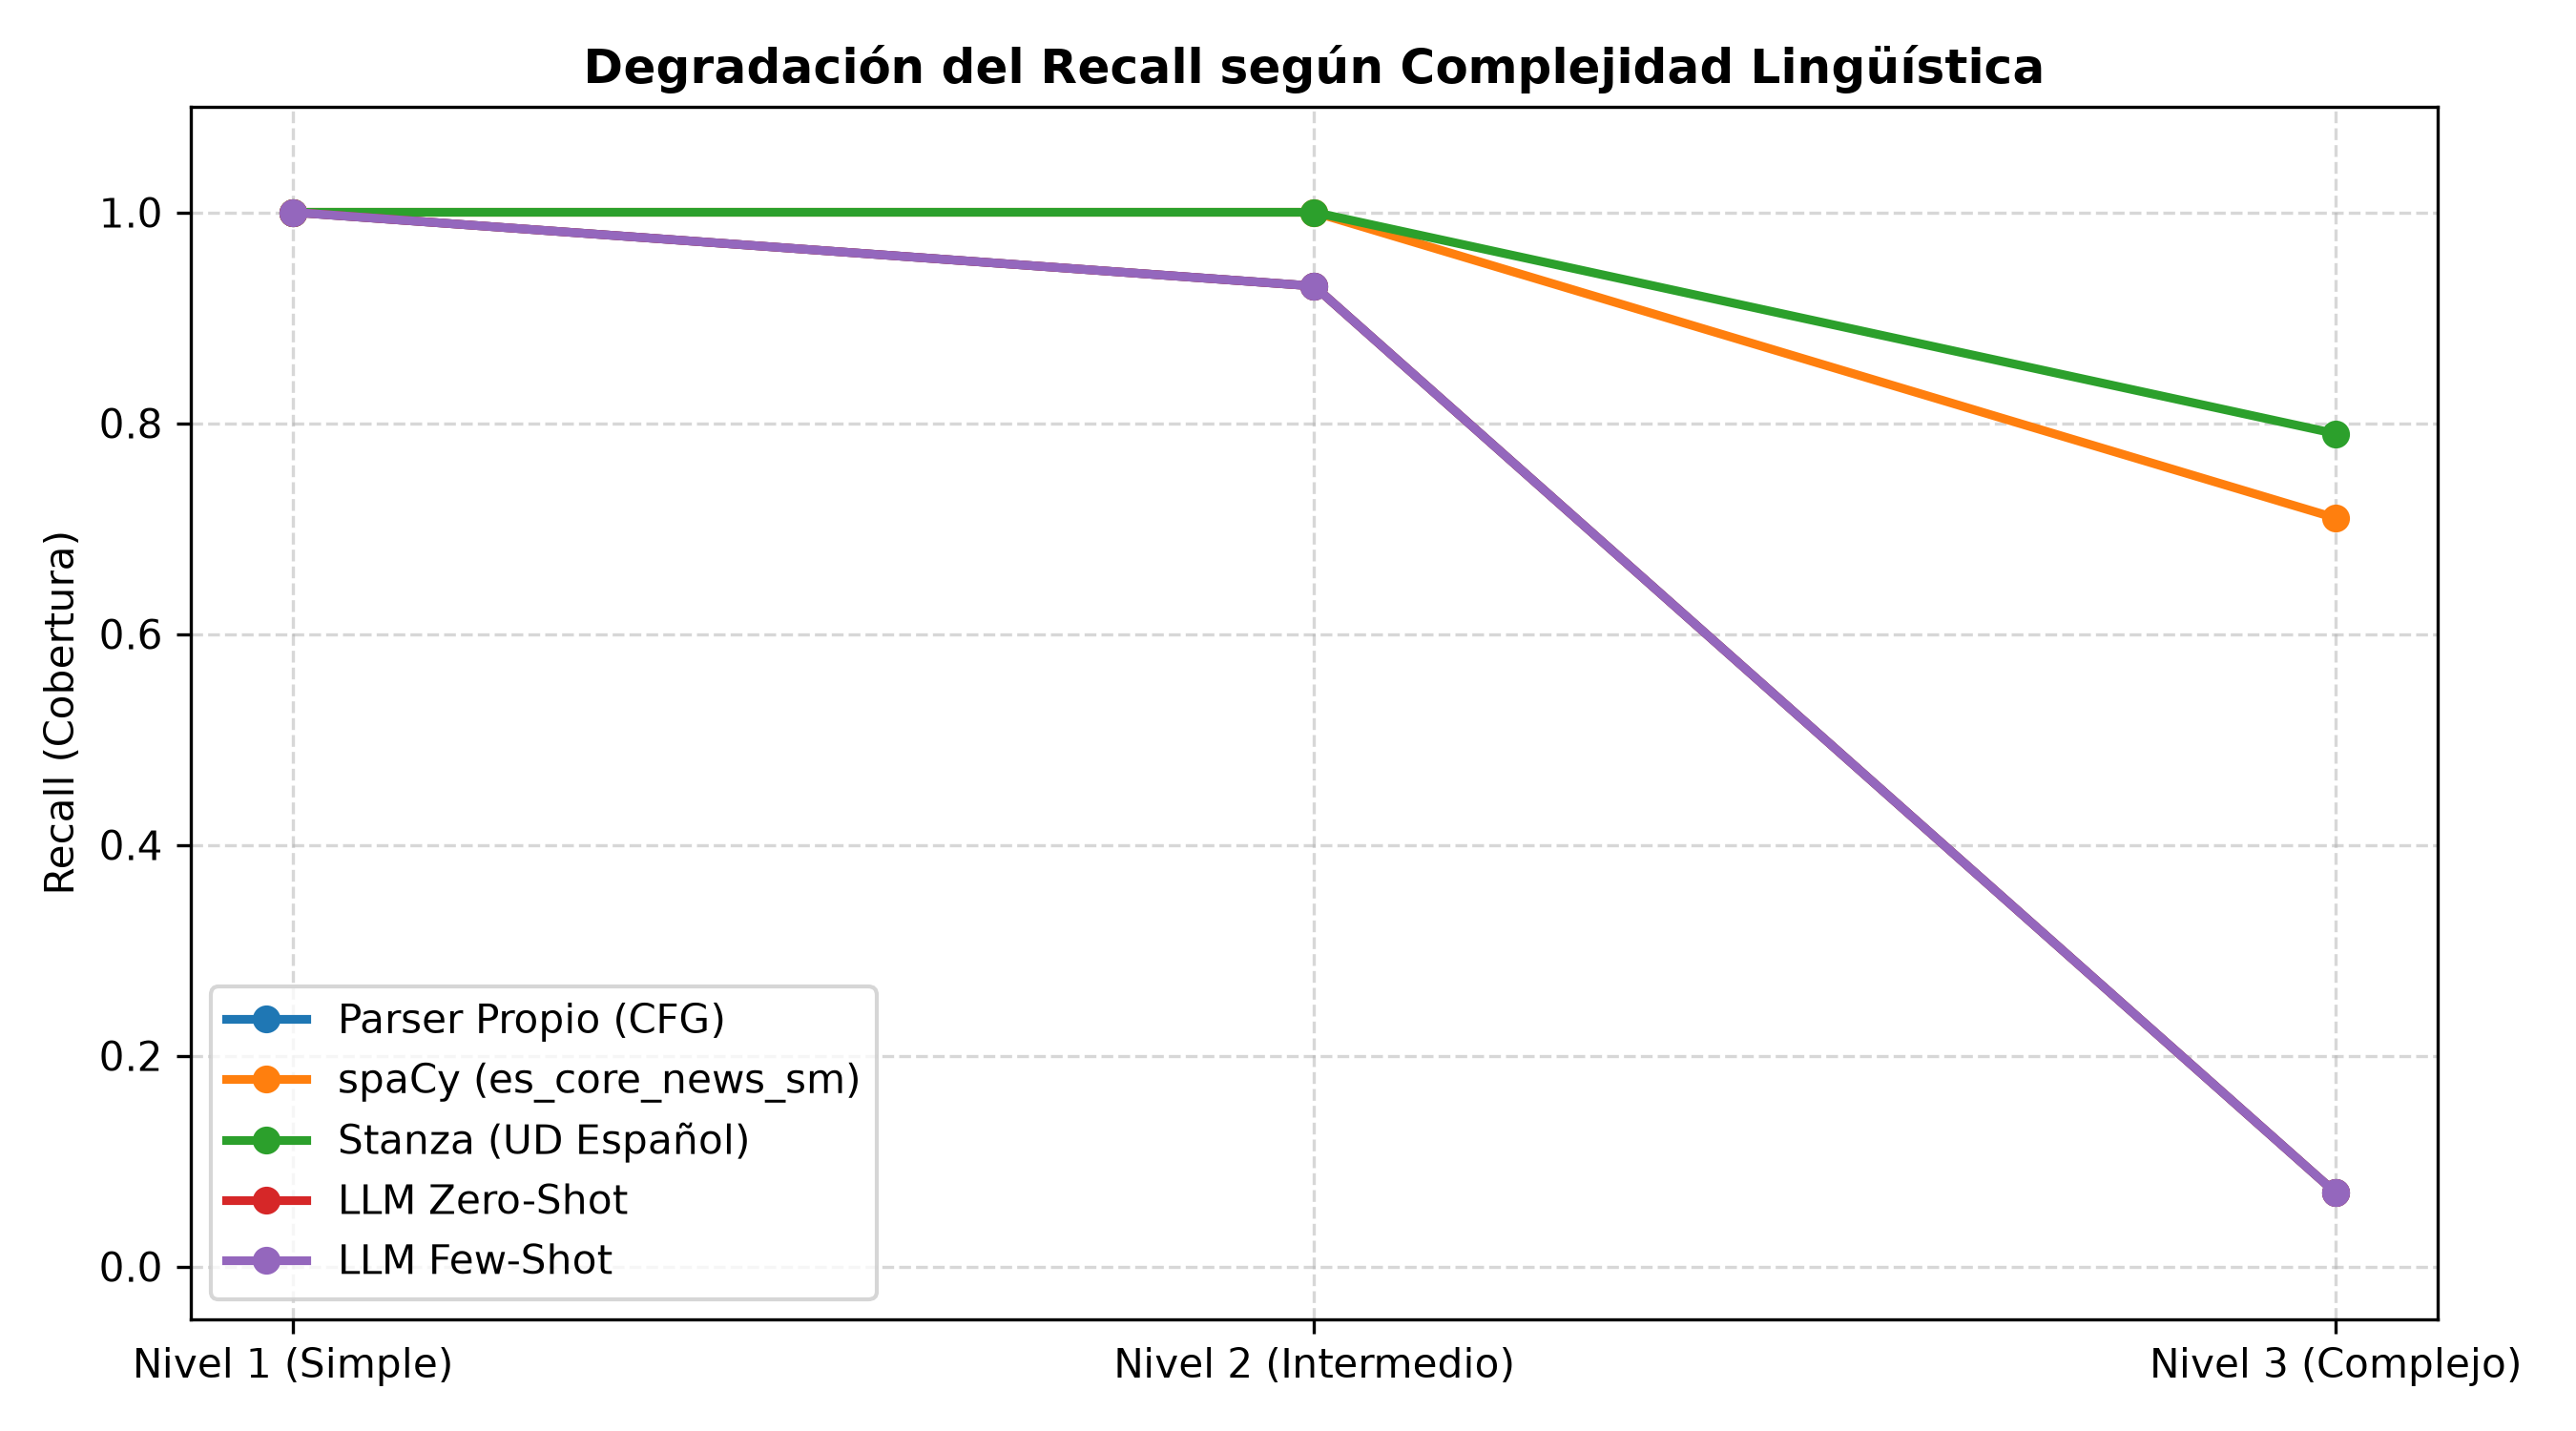 Degradación del Recall según Complejidad Lingüística
Recall (Cobertura)
1.0
0.8
0.6
0.4
0.2
0.0
Parser Propio (CFG)
spaCy (es_core_news_sm)
Stanza (UD Español)
LLM Zero-Shot
LLM Few-Shot
Nivel 1 (Simple)
Nivel 2 (Intermedio)
Nivel 3 (Complejo)